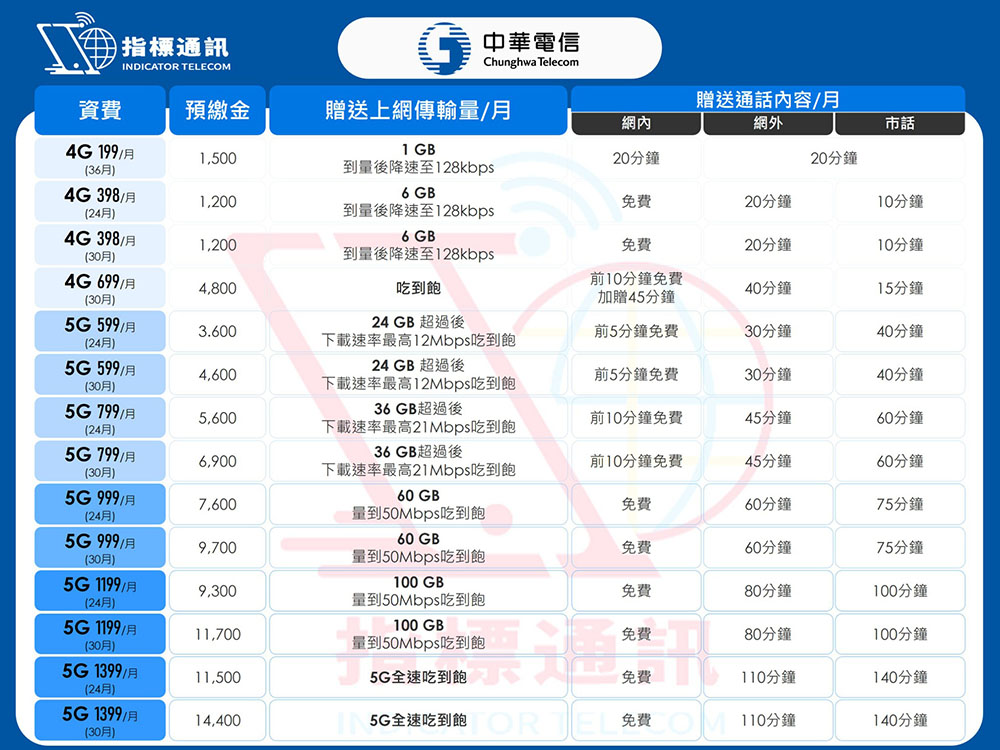 指標通訊
INDICATOR TELECOM
中華電信
Chunghwa Telecom
資費 預繳金 贈送上網傳輸量/月 贈送通話內容/月
網內 網外 市話
4G 199/月 (36月) 1,500 1 GB 20分鐘 20分鐘
到量後降速至128kbps
4G 398/月 (24月) 1,200 6 GB 免費 20分鐘 10分鐘
到量後降速至128kbps
4G 398/月 (30月) 1,200 6 GB 免費 20分鐘 10分鐘
到量後降速至128kbps
4G 699/月 (30月) 4,800 吃到飽 前10分鐘免費 40分鐘 15分鐘
加贈45分鐘
5G 599/月 (24月) 3.600 24 GB 超過後 前5分鐘免費 30分鐘 40分鐘
下載速率最高12Mbps吃到飽
5G 599/月 (30月) 4,600 24 GB 超過後 前5分鐘免費 30分鐘 40分鐘
下載速率最高12Mbps吃到飽
5G 799/月 (24月) 5,600 36 GB超過後 前10分鐘免費 45分鐘 60分鐘
下載速率最高21Mbps吃到飽
5G 799/月 (30月) 6,900 36 GB超過後 前10分鐘免費 45分鐘 60分鐘
下載速率最高21Mbps吃到飽
5G 999/月 (24月) 7,600 60 GB 免費 60分鐘 75分鐘
量到50Mbps吃到飽
5G 999/月 (30月) 9,700 60 GB 免費 60分鐘 75分鐘
量到50Mbps吃到飽
5G 1199/月 (24月) 9,300 100 GB 免費 80分鐘 100分鐘
量到50Mbps吃到飽
5G 1199/月 (30月) 11,700 100 GB 免費 80分鐘 100分鐘
量到50Mbps吃到飽
5G 1399/月 (24月) 11,500 5G全速吃到飽 免費 110分鐘 140分鐘
5G 1399/月 (30月) 14,400 5G全速吃到飽 免費 110分鐘 140分鐘
指標通訊
INDICATOR TELECOM